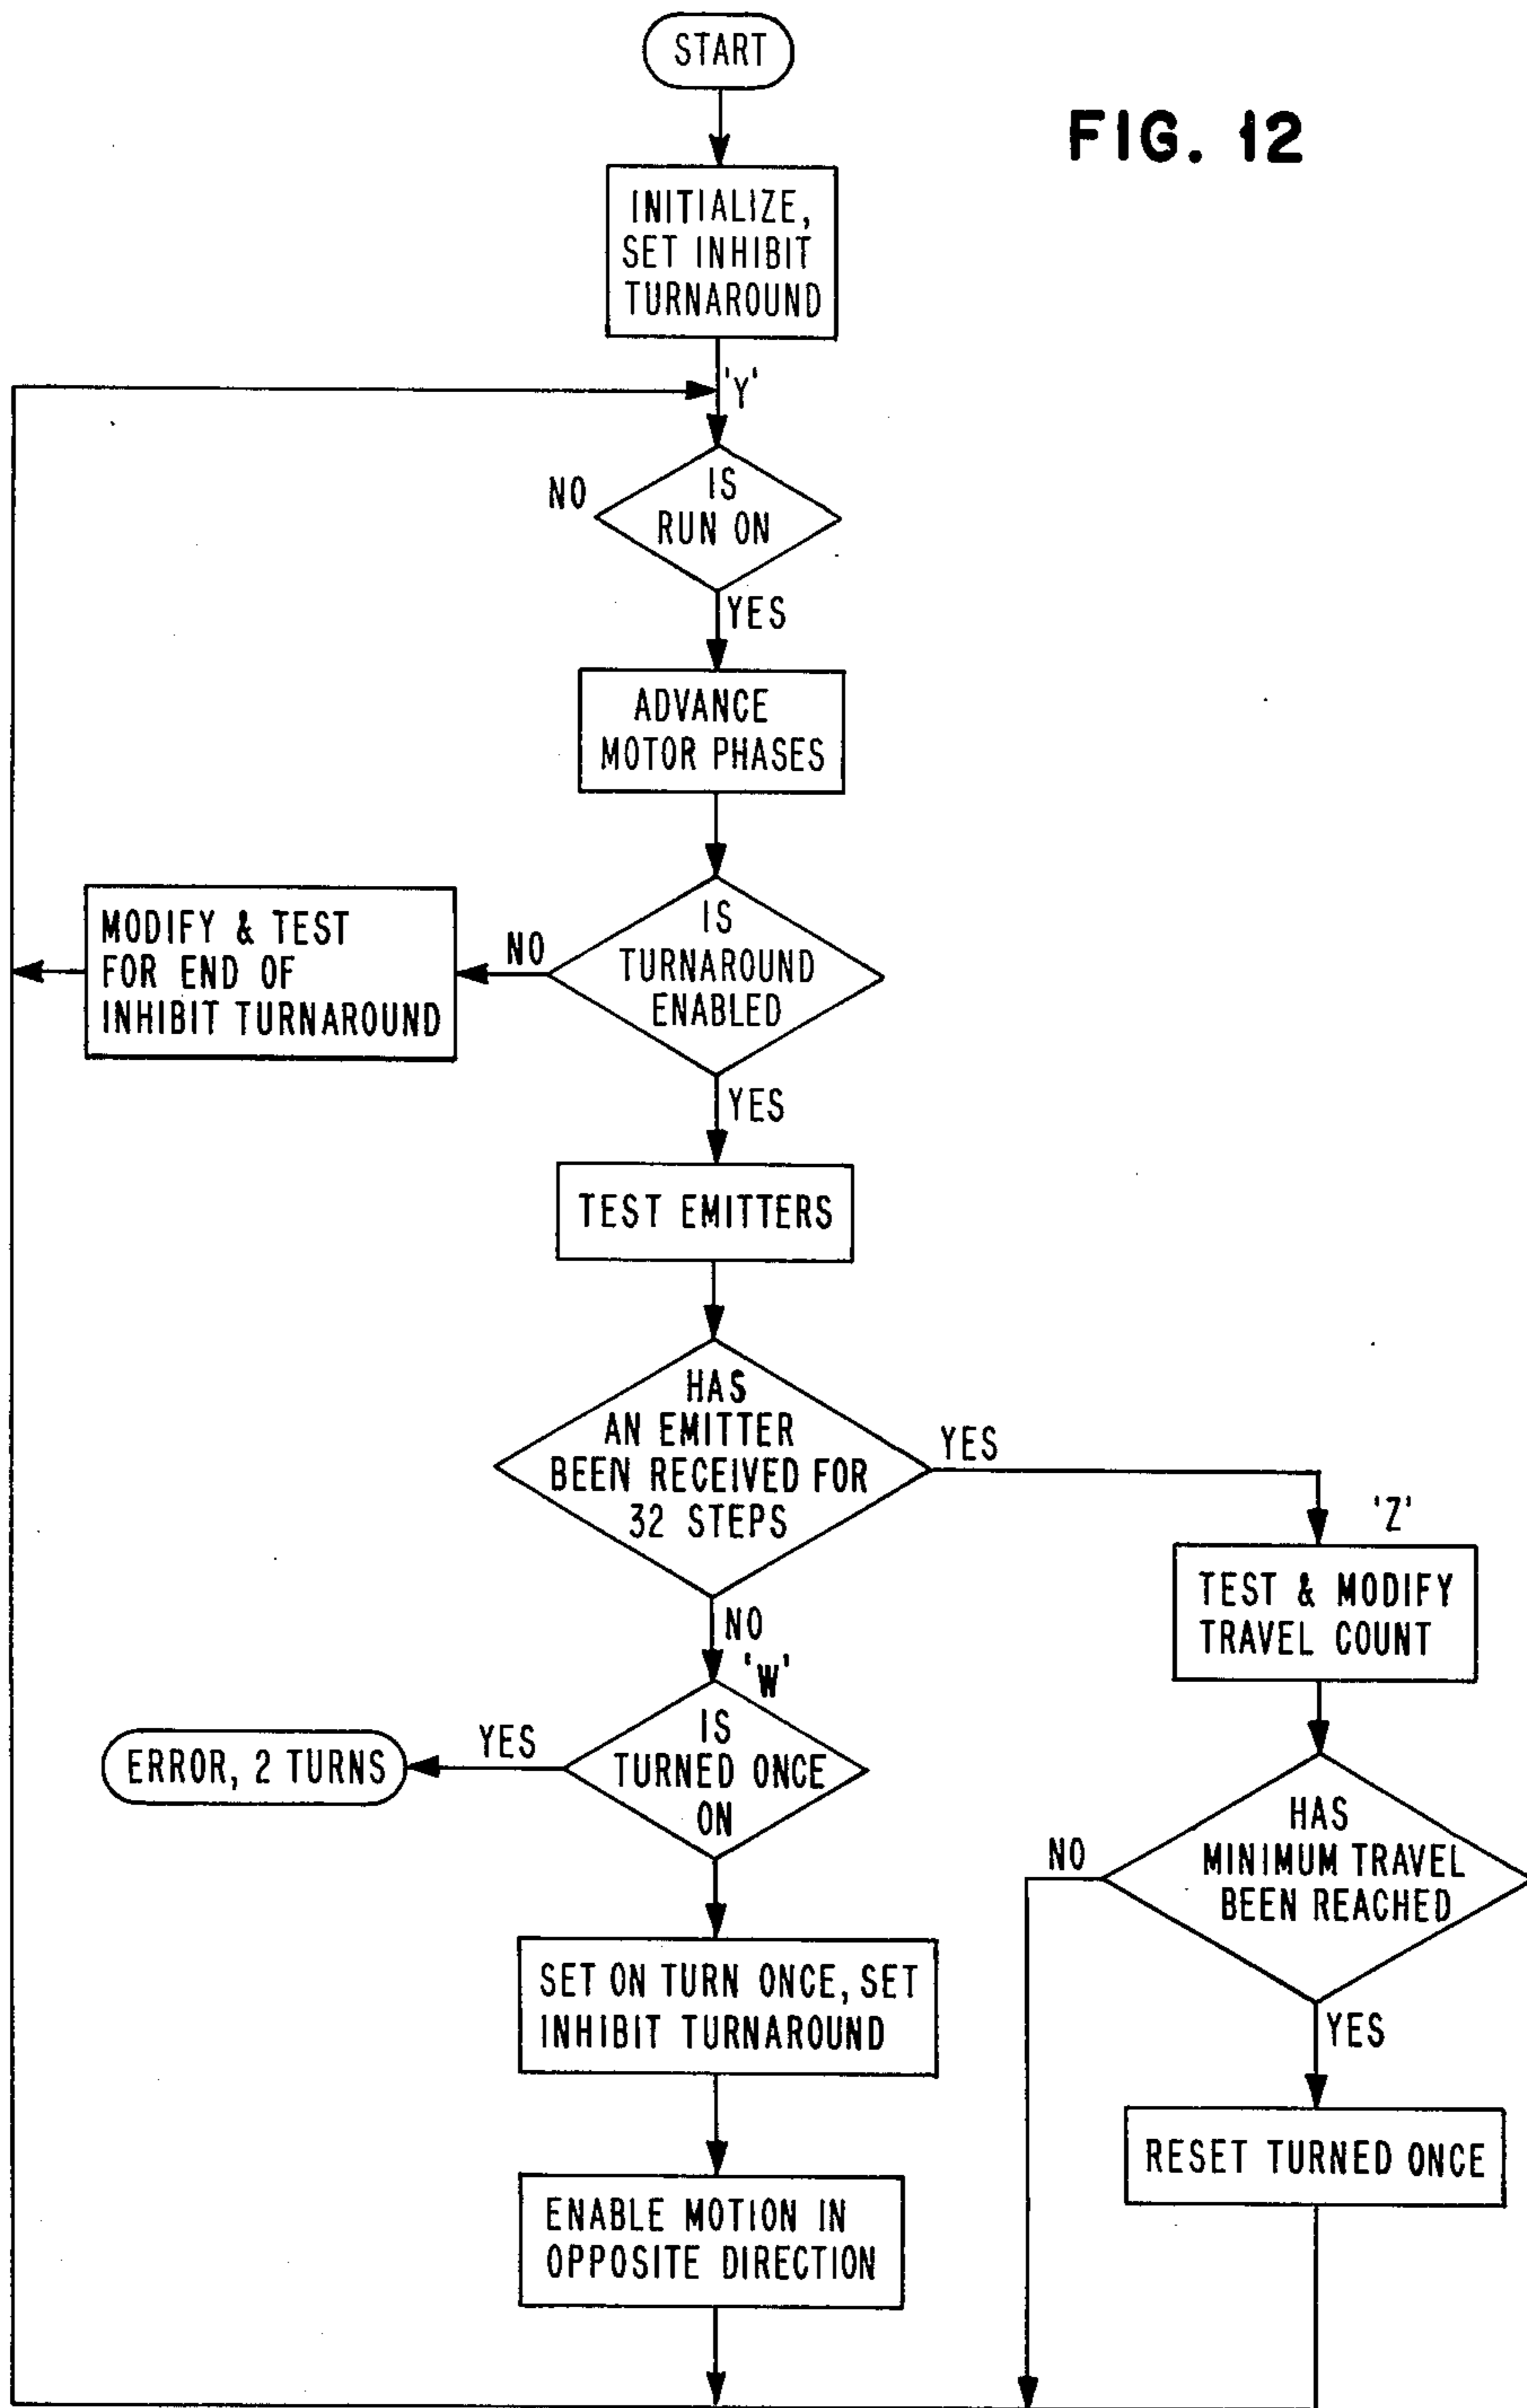 START
FIG. 12
INITIALIZE,
SET INHIBIT
TURNAROUND
'Y'
NO
IS
RUN ON
YES
ADVANCE
MOTOR PHASES
MODIFY & TEST
FOR END OF
INHIBIT TURNAROUND
NO
IS
TURNAROUND
ENABLED
YES
TEST EMITTERS
HAS
AN EMITTER
BEEN RECEIVED FOR
32 STEPS
YES
'Z'
TEST & MODIFY
TRAVEL COUNT
NO
'W'
IS
TURNED ONCE
ON
YES
ERROR, 2 TURNS
HAS
MINIMUM TRAVEL
BEEN REACHED
NO
YES
SET ON TURN ONCE, SET
INHIBIT TURNAROUND
RESET TURNED ONCE
ENABLE MOTION IN
OPPOSITE DIRECTION